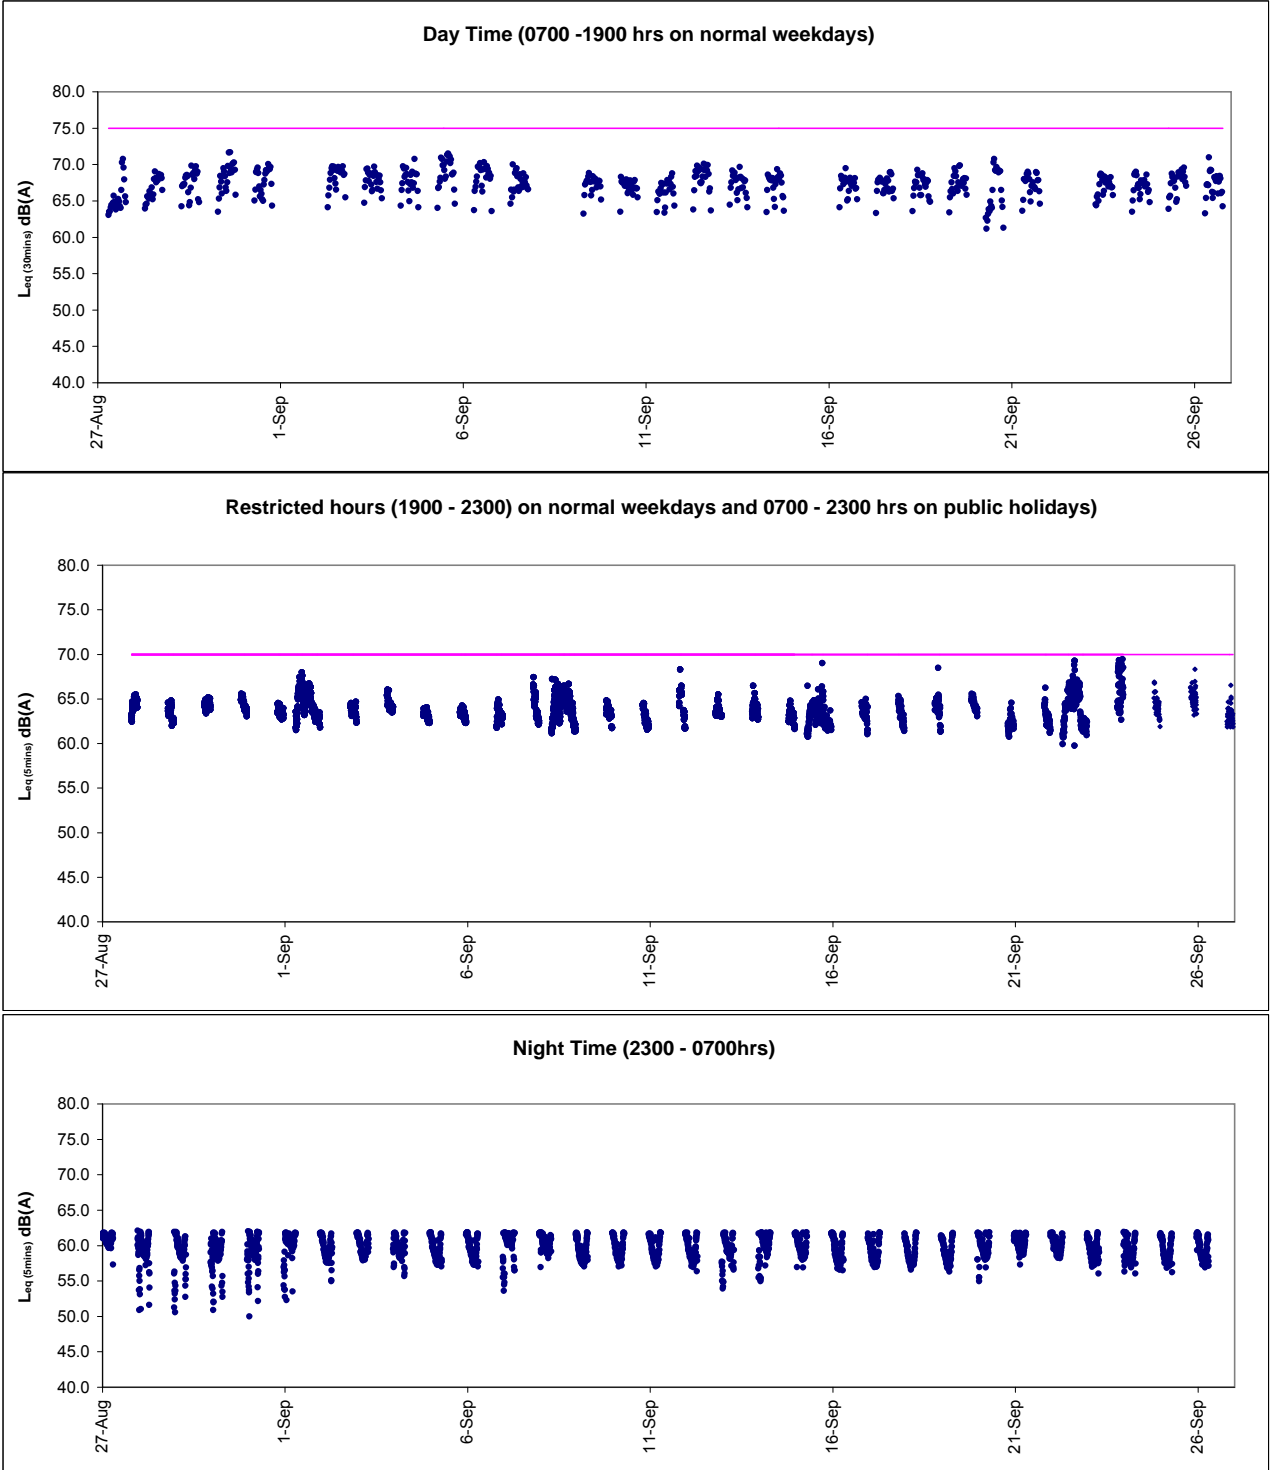 Day Time (0700 -1900 hrs on normal weekdays)
80.0
75.0
70.0
65.0
60.0
55.0
50.0
45.0
40.0
Leq (30mins) dB(A)
27-Aug
1-Sep
6-Sep
11-Sep
16-Sep
21-Sep
26-Sep
Restricted hours (1900 - 2300) on normal weekdays and 0700 - 2300 hrs on public holidays)
80.0
75.0
70.0
65.0
60.0
55.0
50.0
45.0
40.0
Leq (5mins) dB(A)
27-Aug
1-Sep
6-Sep
11-Sep
16-Sep
21-Sep
26-Sep
Night Time (2300 - 0700hrs)
80.0
75.0
70.0
65.0
60.0
55.0
50.0
45.0
40.0
Leq (5mins) dB(A)
27-Aug
1-Sep
6-Sep
11-Sep
16-Sep
21-Sep
26-Sep